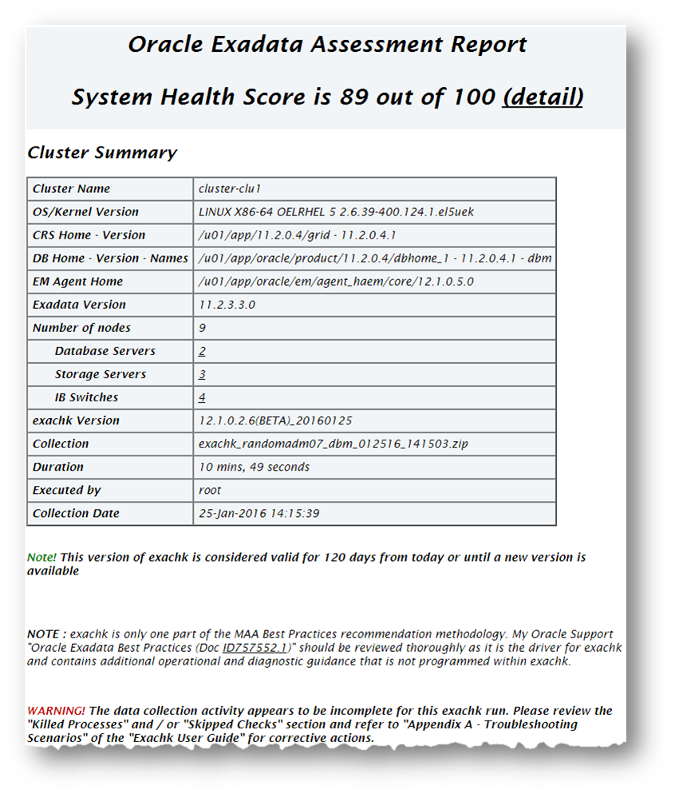 Oracle Exadata Assessment Report
System Health Score is 89 out of 100 (detail)
Cluster Summary
Cluster Name cluster-clu1
OS/Kernel Version LINUX X86-64 OELRHEL 5 2.6.39-400.124.1.el5uek
CRS Home - Version /u01/app/11.2.0.4/grid - 11.2.0.4.1
DB Home - Version - Names /u01/app/oracle/product/11.2.0.4/dbhome_1 - 11.2.0.4.1 - dbm
EM Agent Home /u01/app/oracle/em/agent_haem/core/12.1.0.5.0
Exadata Version 11.2.3.3.0
Number of nodes 9
Database Servers 2
Storage Servers 3
IB Switches 4
exachk Version 12.1.0.2.6(BETA)_20160125
Collection exachk_randomadm07_dbm_012516_141503.zip
Duration 10 mins, 49 seconds
Executed by root
Collection Date 25-Jan-2016 14:15:39
Note! This version of exachk is considered valid for 120 days from today or until a new version is
available
NOTE : exachk is only one part of the MAA Best Practices recommendation methodology. My Oracle Support
"Oracle Exadata Best Practices (Doc ID757552.1)" should be reviewed thoroughly as it is the driver for exachk
and contains additional operational and diagnostic guidance that is not programmed within exachk.
WARNING! The data collection activity appears to be incomplete for this exachk run. Please review the
"Killed Processes" and / or "Skipped Checks" section and refer to "Appendix A - Troubleshooting
Scenarios" of the "Exachk User Guide" for corrective actions.